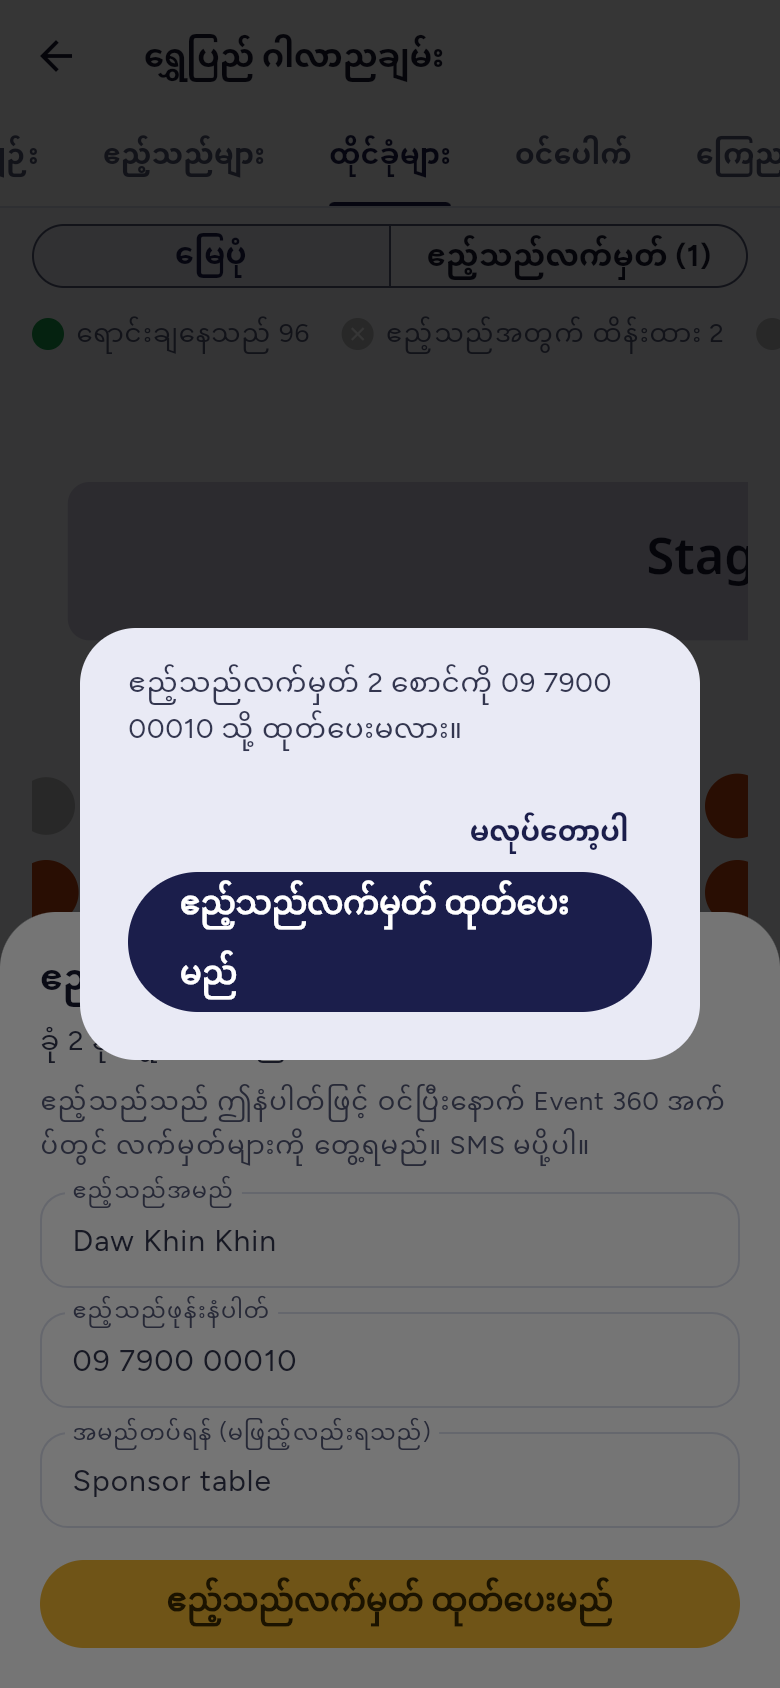 ရွှေပြည် ဂါလာညချမ်း
ဧည့်သည်များ
ထိုင်ခုံများ
ဝင်ပေါက်
မြေပုံ
ဧည့်သည်လက်မှတ် (1)
ရောင်းချနေသည် 96
ဧည့်သည်အတွက် ထိန်းထား 2
ဧည့်သည်လက်မှတ် 2 စောင်ကို 09 7900
00010 သို့ ထုတ်ပေးမလား။
မလုပ်တော့ပါ
ဧည့်သည်လက်မှတ် ထုတ်ပေး
မည်
ခုံ 2
ဧည့်သည်သည် ဤနံပါတ်ဖြင့် ဝင်ပြီးနောက် Event 360 အက်
ပ်တွင် လက်မှတ်များကို တွေ့ရမည်။ SMS မပို့ပါ။
ဧည့်သည်အမည်
Daw Khin Khin
ဧည့်သည်ဖုန်းနံပါတ်
09 7900 00010
အမည်တပ်ရန် (မဖြည့်လည်းရသည်)
Sponsor table
ဧည့်သည်လက်မှတ် ထုတ်ပေးမည်